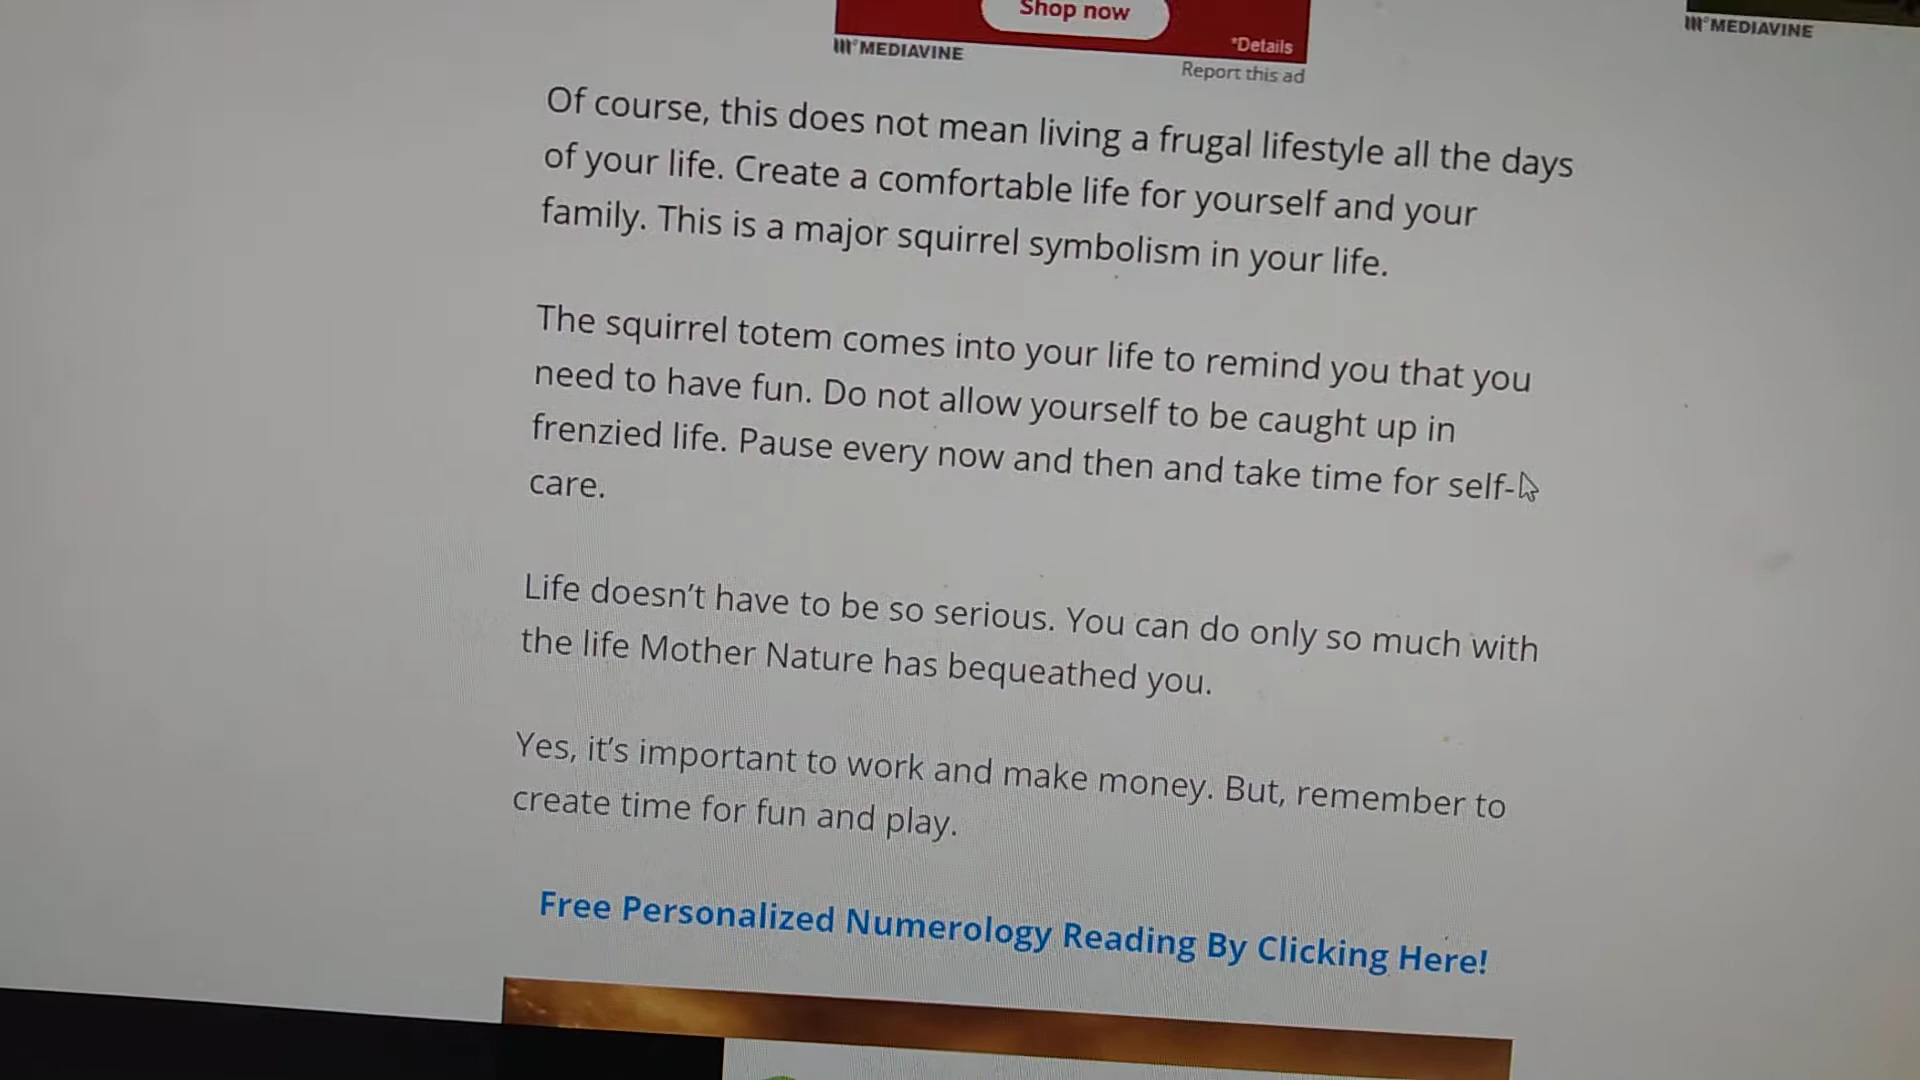 Shop now
*Details
MEDIAVINE
Report this ad
MEDIAVINE
Of course, this does not mean living a frugal lifestyle all the days
of your life. Create a comfortable life for yourself and your
family. This is a major squirrel symbolism in your life.
The squirrel totem comes into your life to remind you that you
need to have fun. Do not allow yourself to be caught up in
frenzied life. Pause every now and then and take time for self-
care.
Life doesn’t have to be so serious. You can do only so much with
the life Mother Nature has bequeathed you.
Yes, it’s important to work and make money. But, remember to
create time for fun and play.
Free Personalized Numerology Reading By Clicking Here!